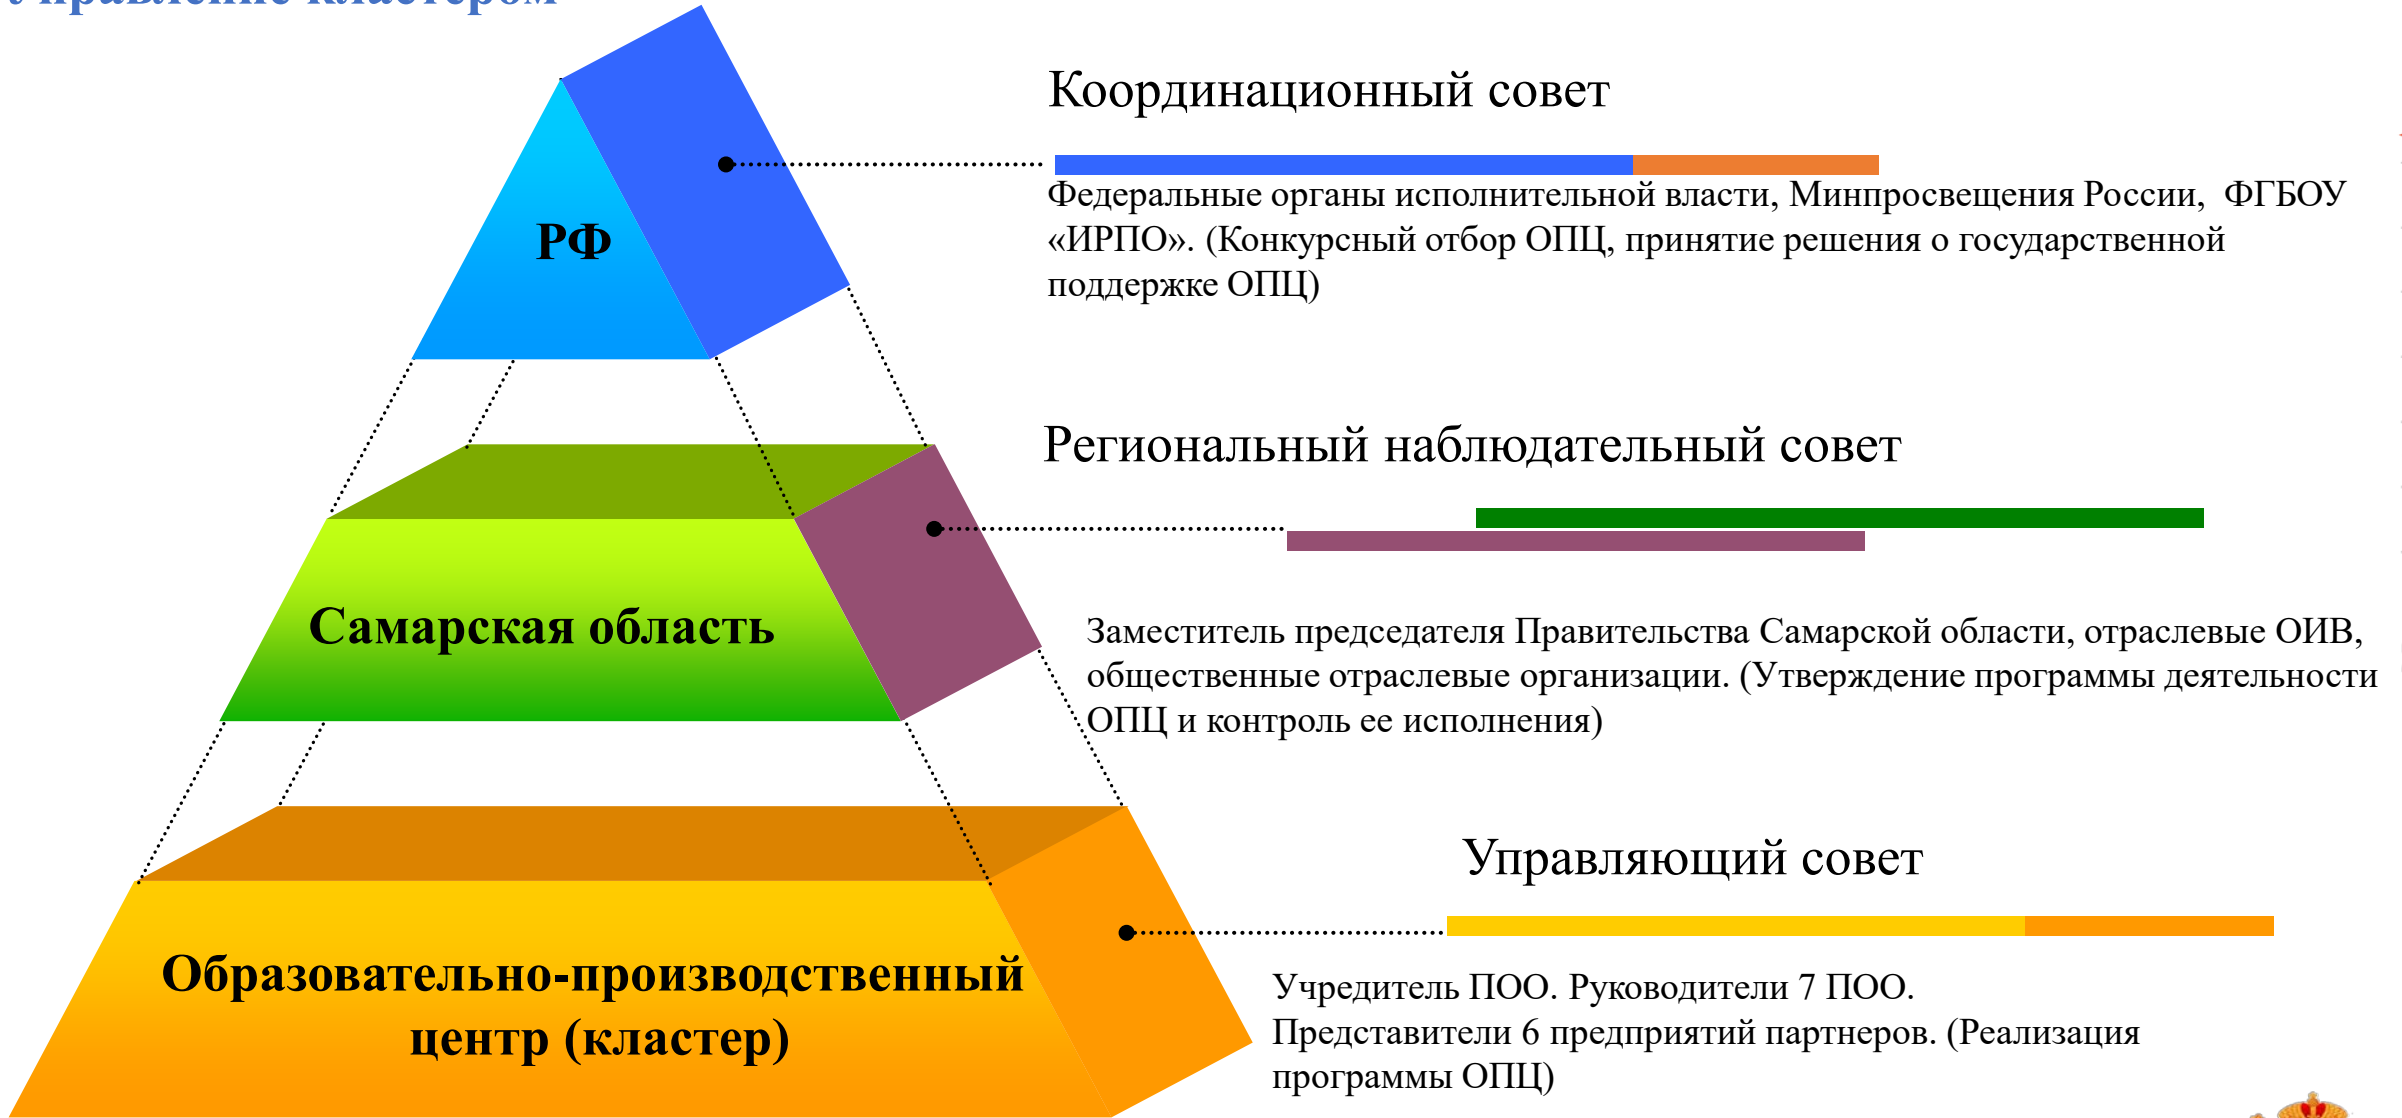 Управление кластером
Координационный совет
Федеральные органы исполнительной власти, Минпросвещения России, ФГБОУ
«ИРПО». (Конкурсный отбор ОПЦ, принятие решения о государственной
поддержке ОПЦ)
РФ
Региональный наблюдательный совет
Заместитель председателя Правительства Самарской области, отраслевые ОИВ,
общественные отраслевые организации. (Утверждение программы деятельности
ОПЦ и контроль ее исполнения)
Самарская область
Управляющий совет
Учредитель ПОО. Руководители 7 ПОО.
Представители 6 предприятий партнеров. (Реализация
программы ОПЦ)
Образовательно-производственный
центр (кластер)